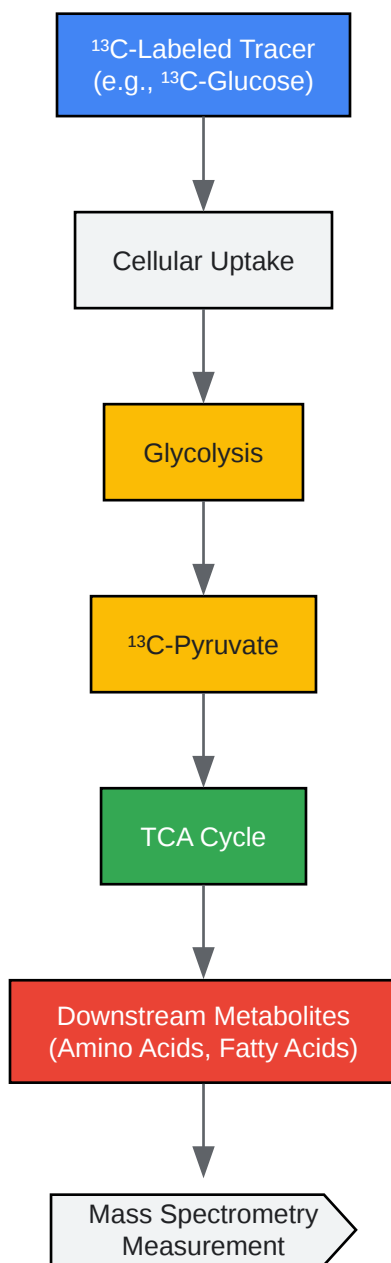 ¹³C-Labeled Tracer
(e.g., ¹³C-Glucose)
Cellular Uptake
Glycolysis
¹³C-Pyruvate
TCA Cycle
Downstream Metabolites
(Amino Acids, Fatty Acids)
Mass Spectrometry
Measurement